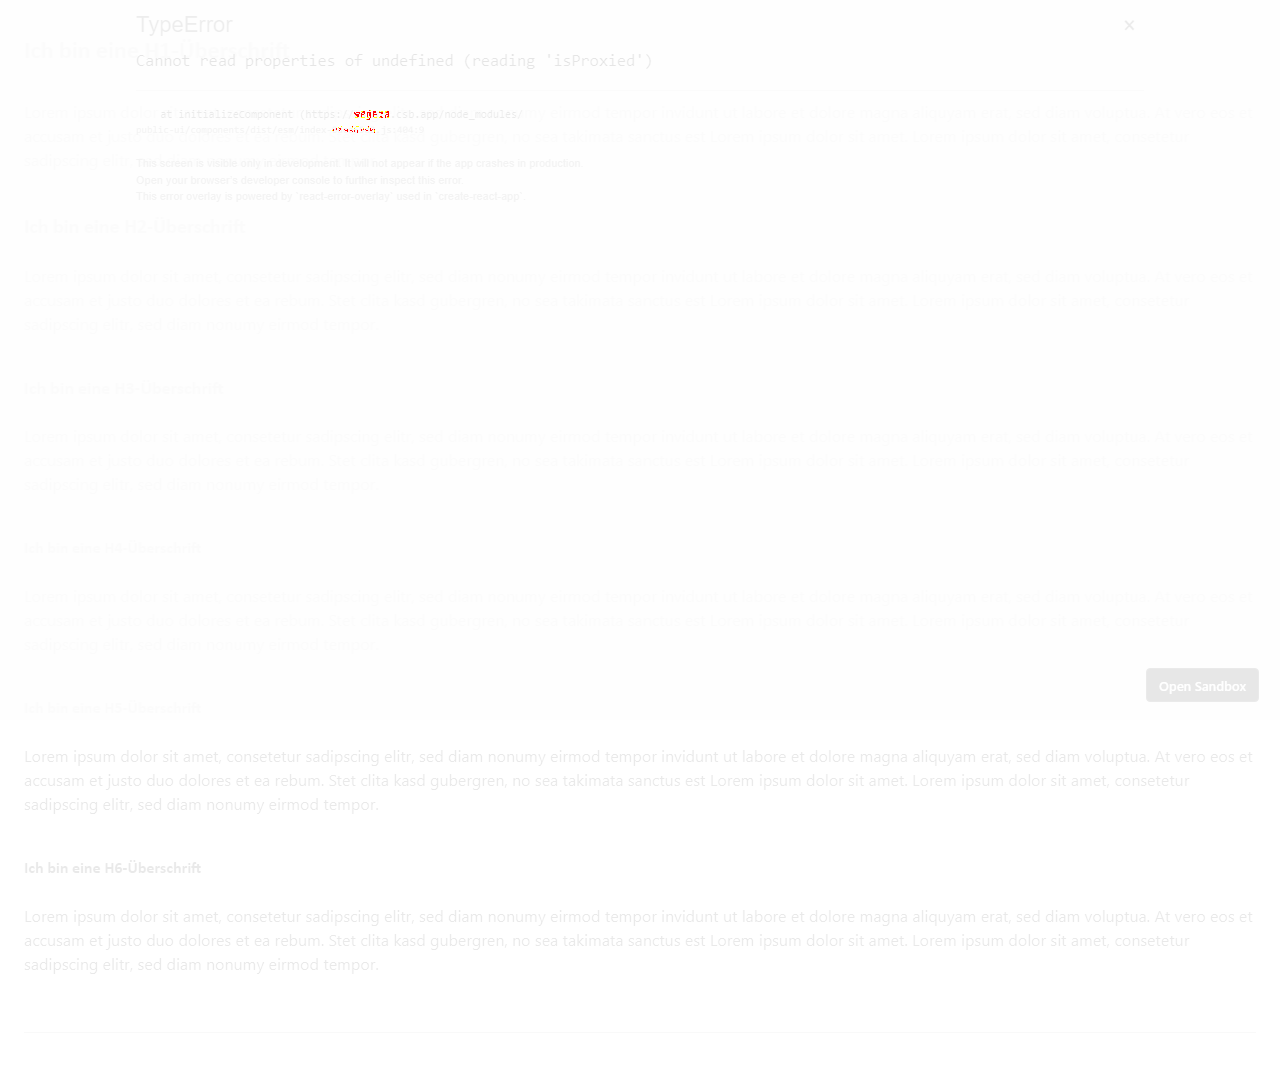 TypeError
×
Ich bin eine H1-Überschrift
Cannot read properties of undefined (reading 'isProxied')
at initializeComponent (https:// .csb.app/node_modules/
public-ui/components/dist/esm/index-
This screen is visible only in development. It will not appear if the app crashes in production.
Open your browser's developer console to further inspect this error.
This error overlay is powered by `react-error-overlay` used in `create-react-app`.
Ich bin eine H2-Überschrift
Lorem ipsum dolor sit amet, consetetur sadipscing elitr, sed diam nonumy eirmod tempor invidunt ut labore et dolore magna aliquyam erat, sed diam voluptua. At vero eos et
accusam et justo duo dolores et ea rebum. Stet clita kasd gubergren, no sea takimata sanctus est Lorem ipsum dolor sit amet. Lorem ipsum dolor sit amet, consetetur
sadipscing elitr, sed diam nonumy eirmod tempor.
Ich bin eine H3-Überschrift
Lorem ipsum dolor sit amet, consetetur sadipscing elitr, sed diam nonumy eirmod tempor invidunt ut labore et dolore magna aliquyam erat, sed diam voluptua. At vero eos et
accusam et justo duo dolores et ea rebum. Stet clita kasd gubergren, no sea takimata sanctus est Lorem ipsum dolor sit amet. Lorem ipsum dolor sit amet, consetetur
sadipscing elitr, sed diam nonumy eirmod tempor.
Ich bin eine H4-Überschrift
Lorem ipsum dolor sit amet, consetetur sadipscing elitr, sed diam nonumy eirmod tempor invidunt ut labore et dolore magna aliquyam erat, sed diam voluptua. At vero eos et
accusam et justo duo dolores et ea rebum. Stet clita kasd gubergren, no sea takimata sanctus est Lorem ipsum dolor sit amet. Lorem ipsum dolor sit amet, consetetur
sadipscing elitr, sed diam nonumy eirmod tempor.
Open Sandbox
Ich bin eine H5-Überschrift
Lorem ipsum dolor sit amet, consetetur sadipscing elitr, sed diam nonumy eirmod tempor invidunt ut labore et dolore magna aliquyam erat, sed diam voluptua. At vero eos et
accusam et justo duo dolores et ea rebum. Stet clita kasd gubergren, no sea takimata sanctus est Lorem ipsum dolor sit amet. Lorem ipsum dolor sit amet, consetetur
sadipscing elitr, sed diam nonumy eirmod tempor.
Ich bin eine H6-Überschrift
Lorem ipsum dolor sit amet, consetetur sadipscing elitr, sed diam nonumy eirmod tempor invidunt ut labore et dolore magna aliquyam erat, sed diam voluptua. At vero eos et
accusam et justo duo dolores et ea rebum. Stet clita kasd gubergren, no sea takimata sanctus est Lorem ipsum dolor sit amet. Lorem ipsum dolor sit amet, consetetur
sadipscing elitr, sed diam nonumy eirmod tempor.